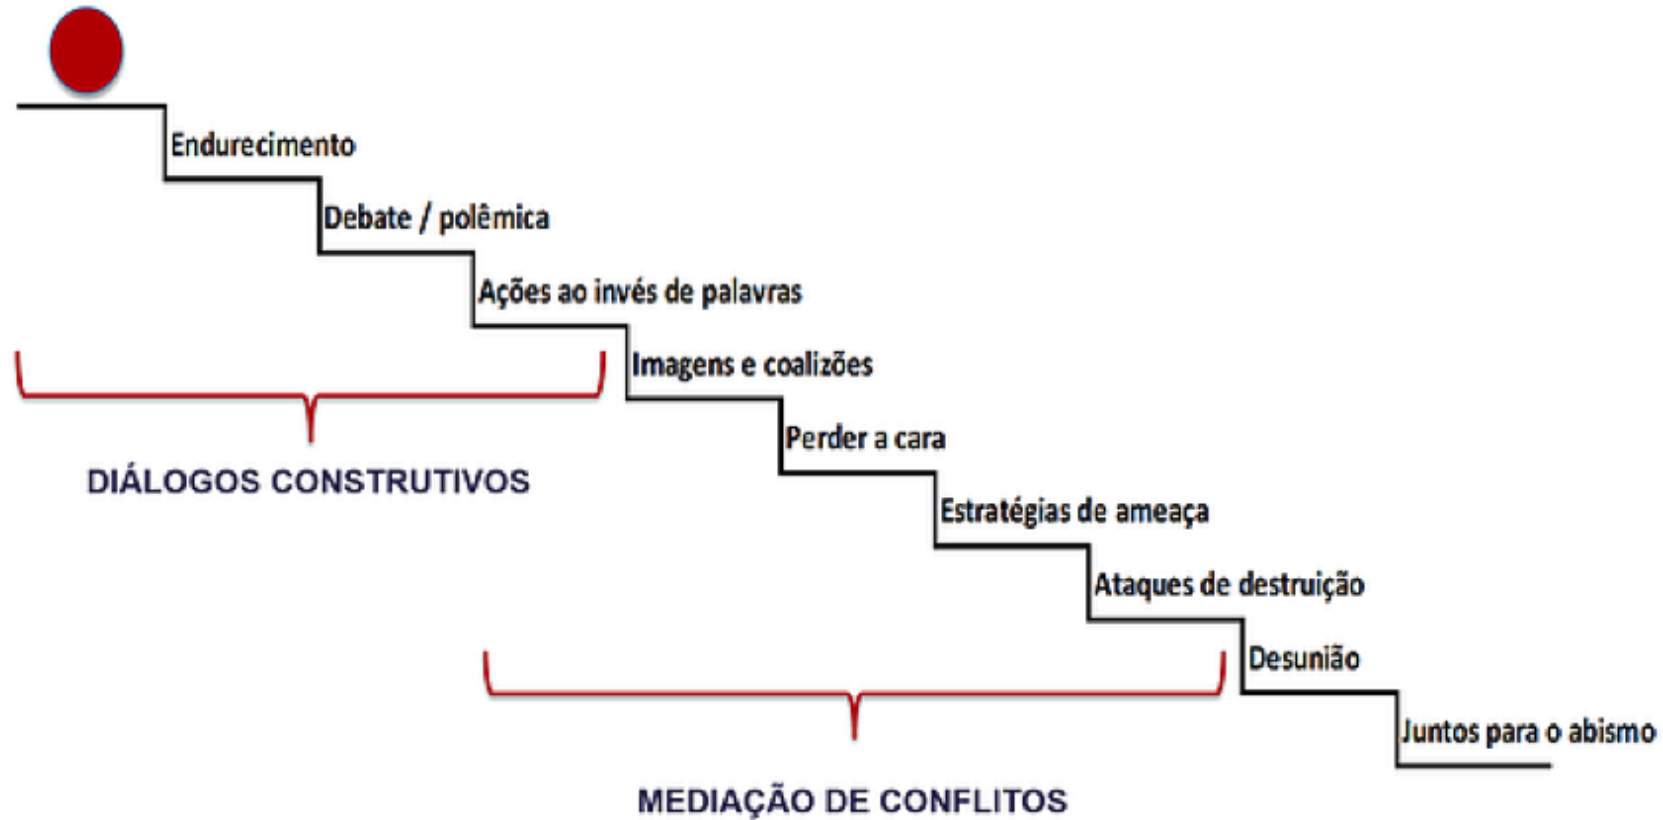 Endurecimento
Debate / polêmica
Ações ao invés de palavras
Imagens e coalizões
Perder a cara
DIÁLOGOS CONSTRUTIVOS
Estratégias de ameaça
Ataques de destruição
Desunião
Juntos para o abismo
MEDIAÇÃO DE CONFLITOS